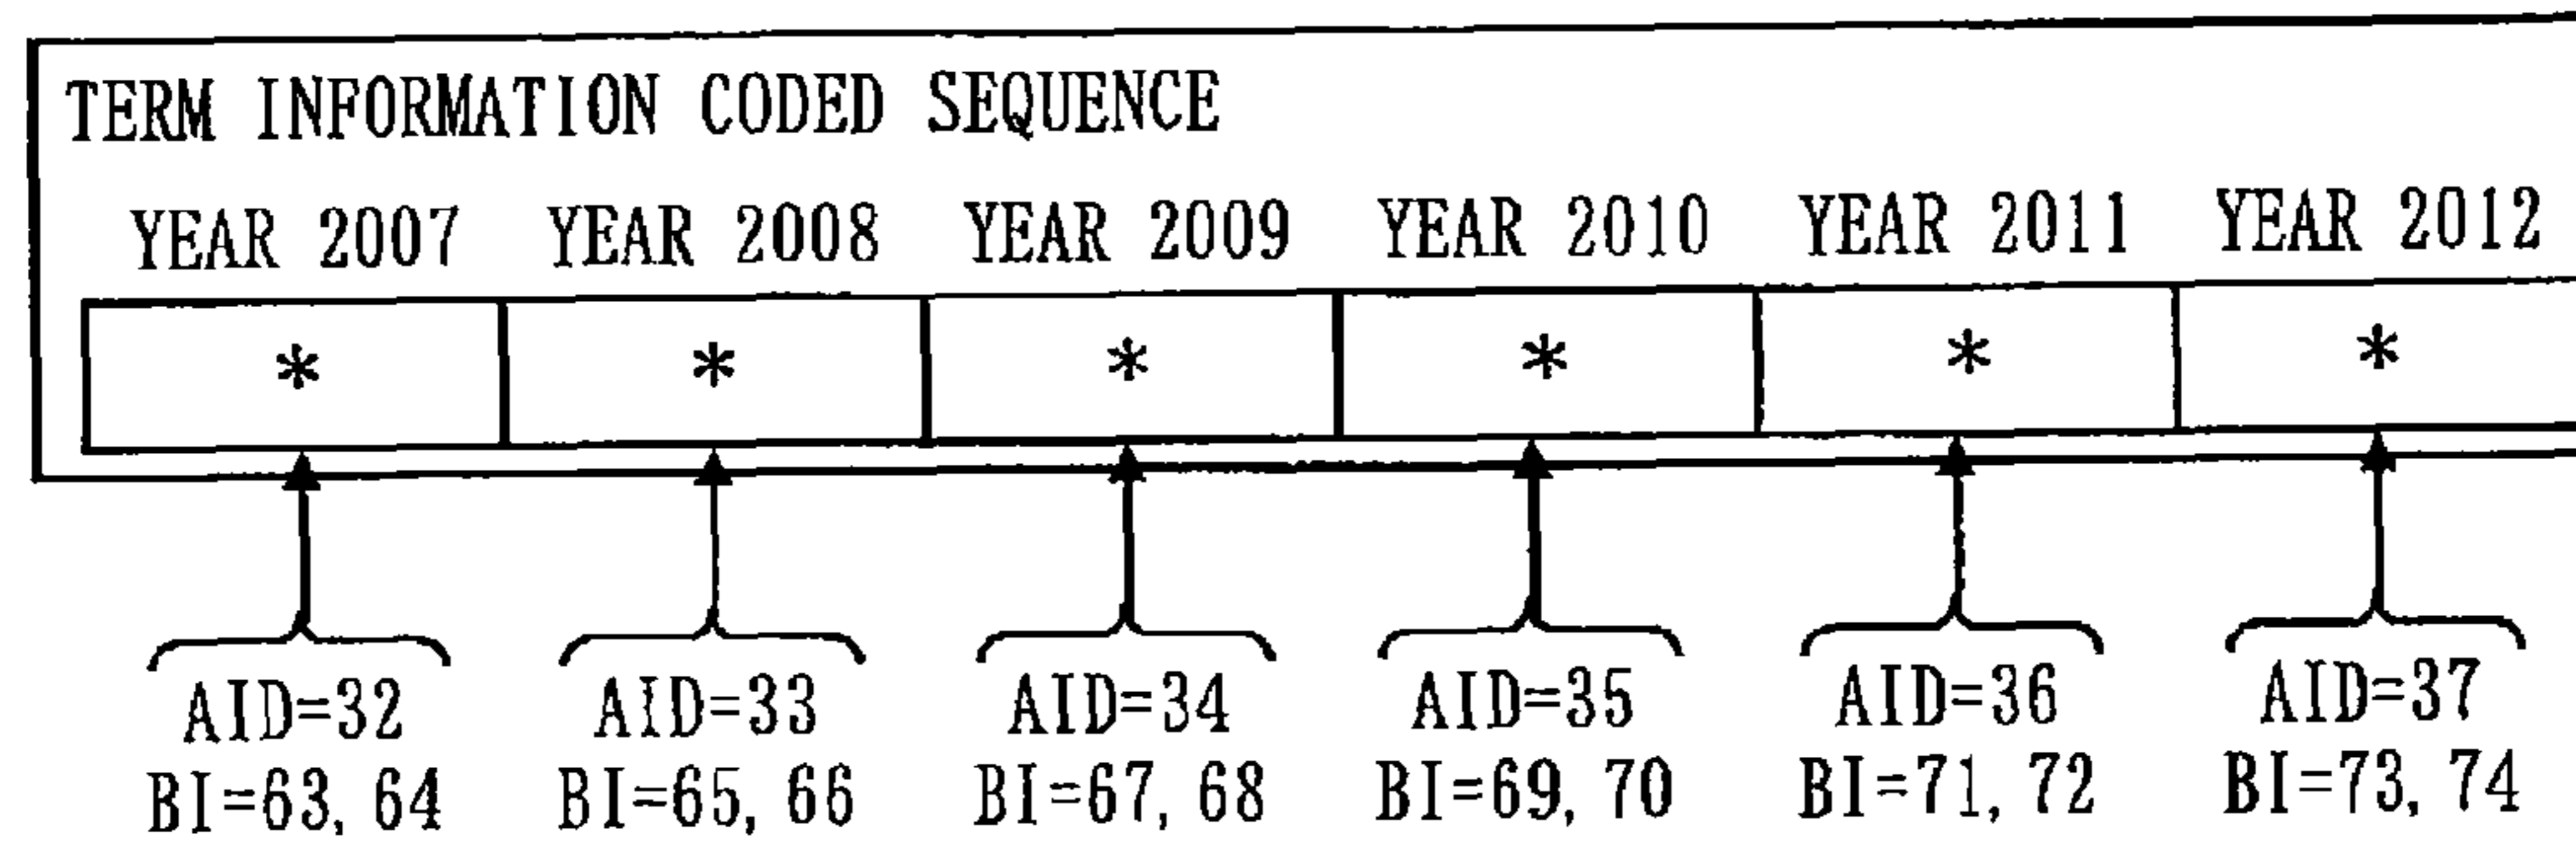 TERM INFORMATION CODED SEQUENCE
YEAR 2007 YEAR 2008 YEAR 2009 YEAR 2010 YEAR 2011 YEAR 2012
* * * * * *
AID=32 AID=33 AID=34 AID=35 AID=36 AID=37
BI=63, 64 BI=65, 66 BI=67, 68 BI=69, 70 BI=71, 72 BI=73, 74